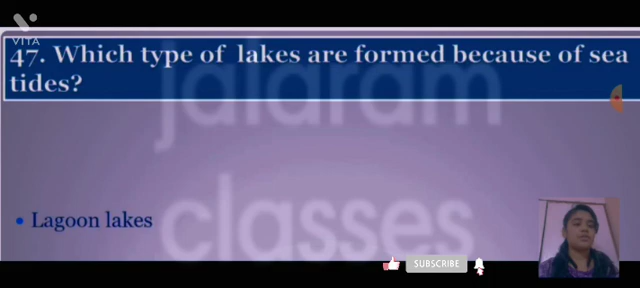 VITA
47. Which type of lakes are formed because of sea
tides?
jalaram
• Lagoon lakes
classes
SUBSCRIBE